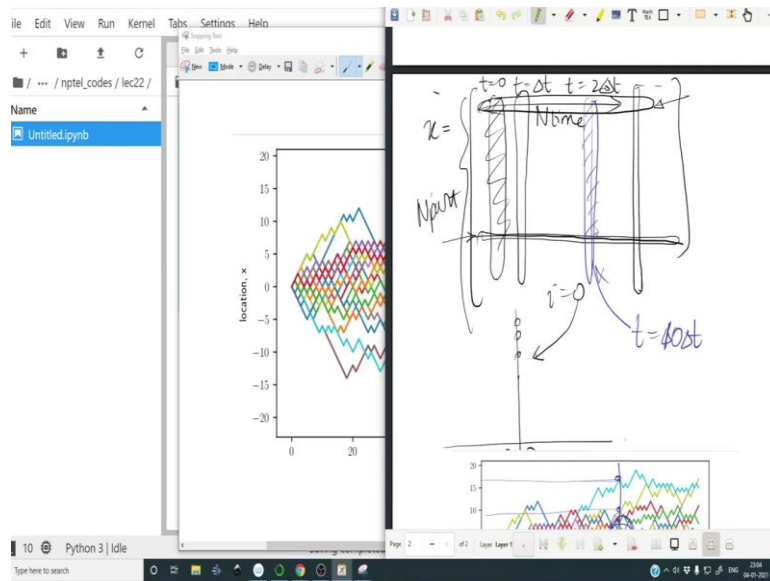 ile Edit View Run Kernel Tabs Settings Help
/ ... / nptel_codes / lec22 /
Name
Untitled.ipynb
10 Python 3 | Idle
Snipping Tool
File Edit Tools Help
New Mode Delay
location, x
20
15
10
5
0
−5
−10
−15
−20
0 20
t=0 t=Δt t=2Δt
x =
Ntime
Npart
i=0
t=40Δt
20
15
10
Page 2 of 2 Layer Layer 1
Type here to search
ENG 23:04
04-01-2021